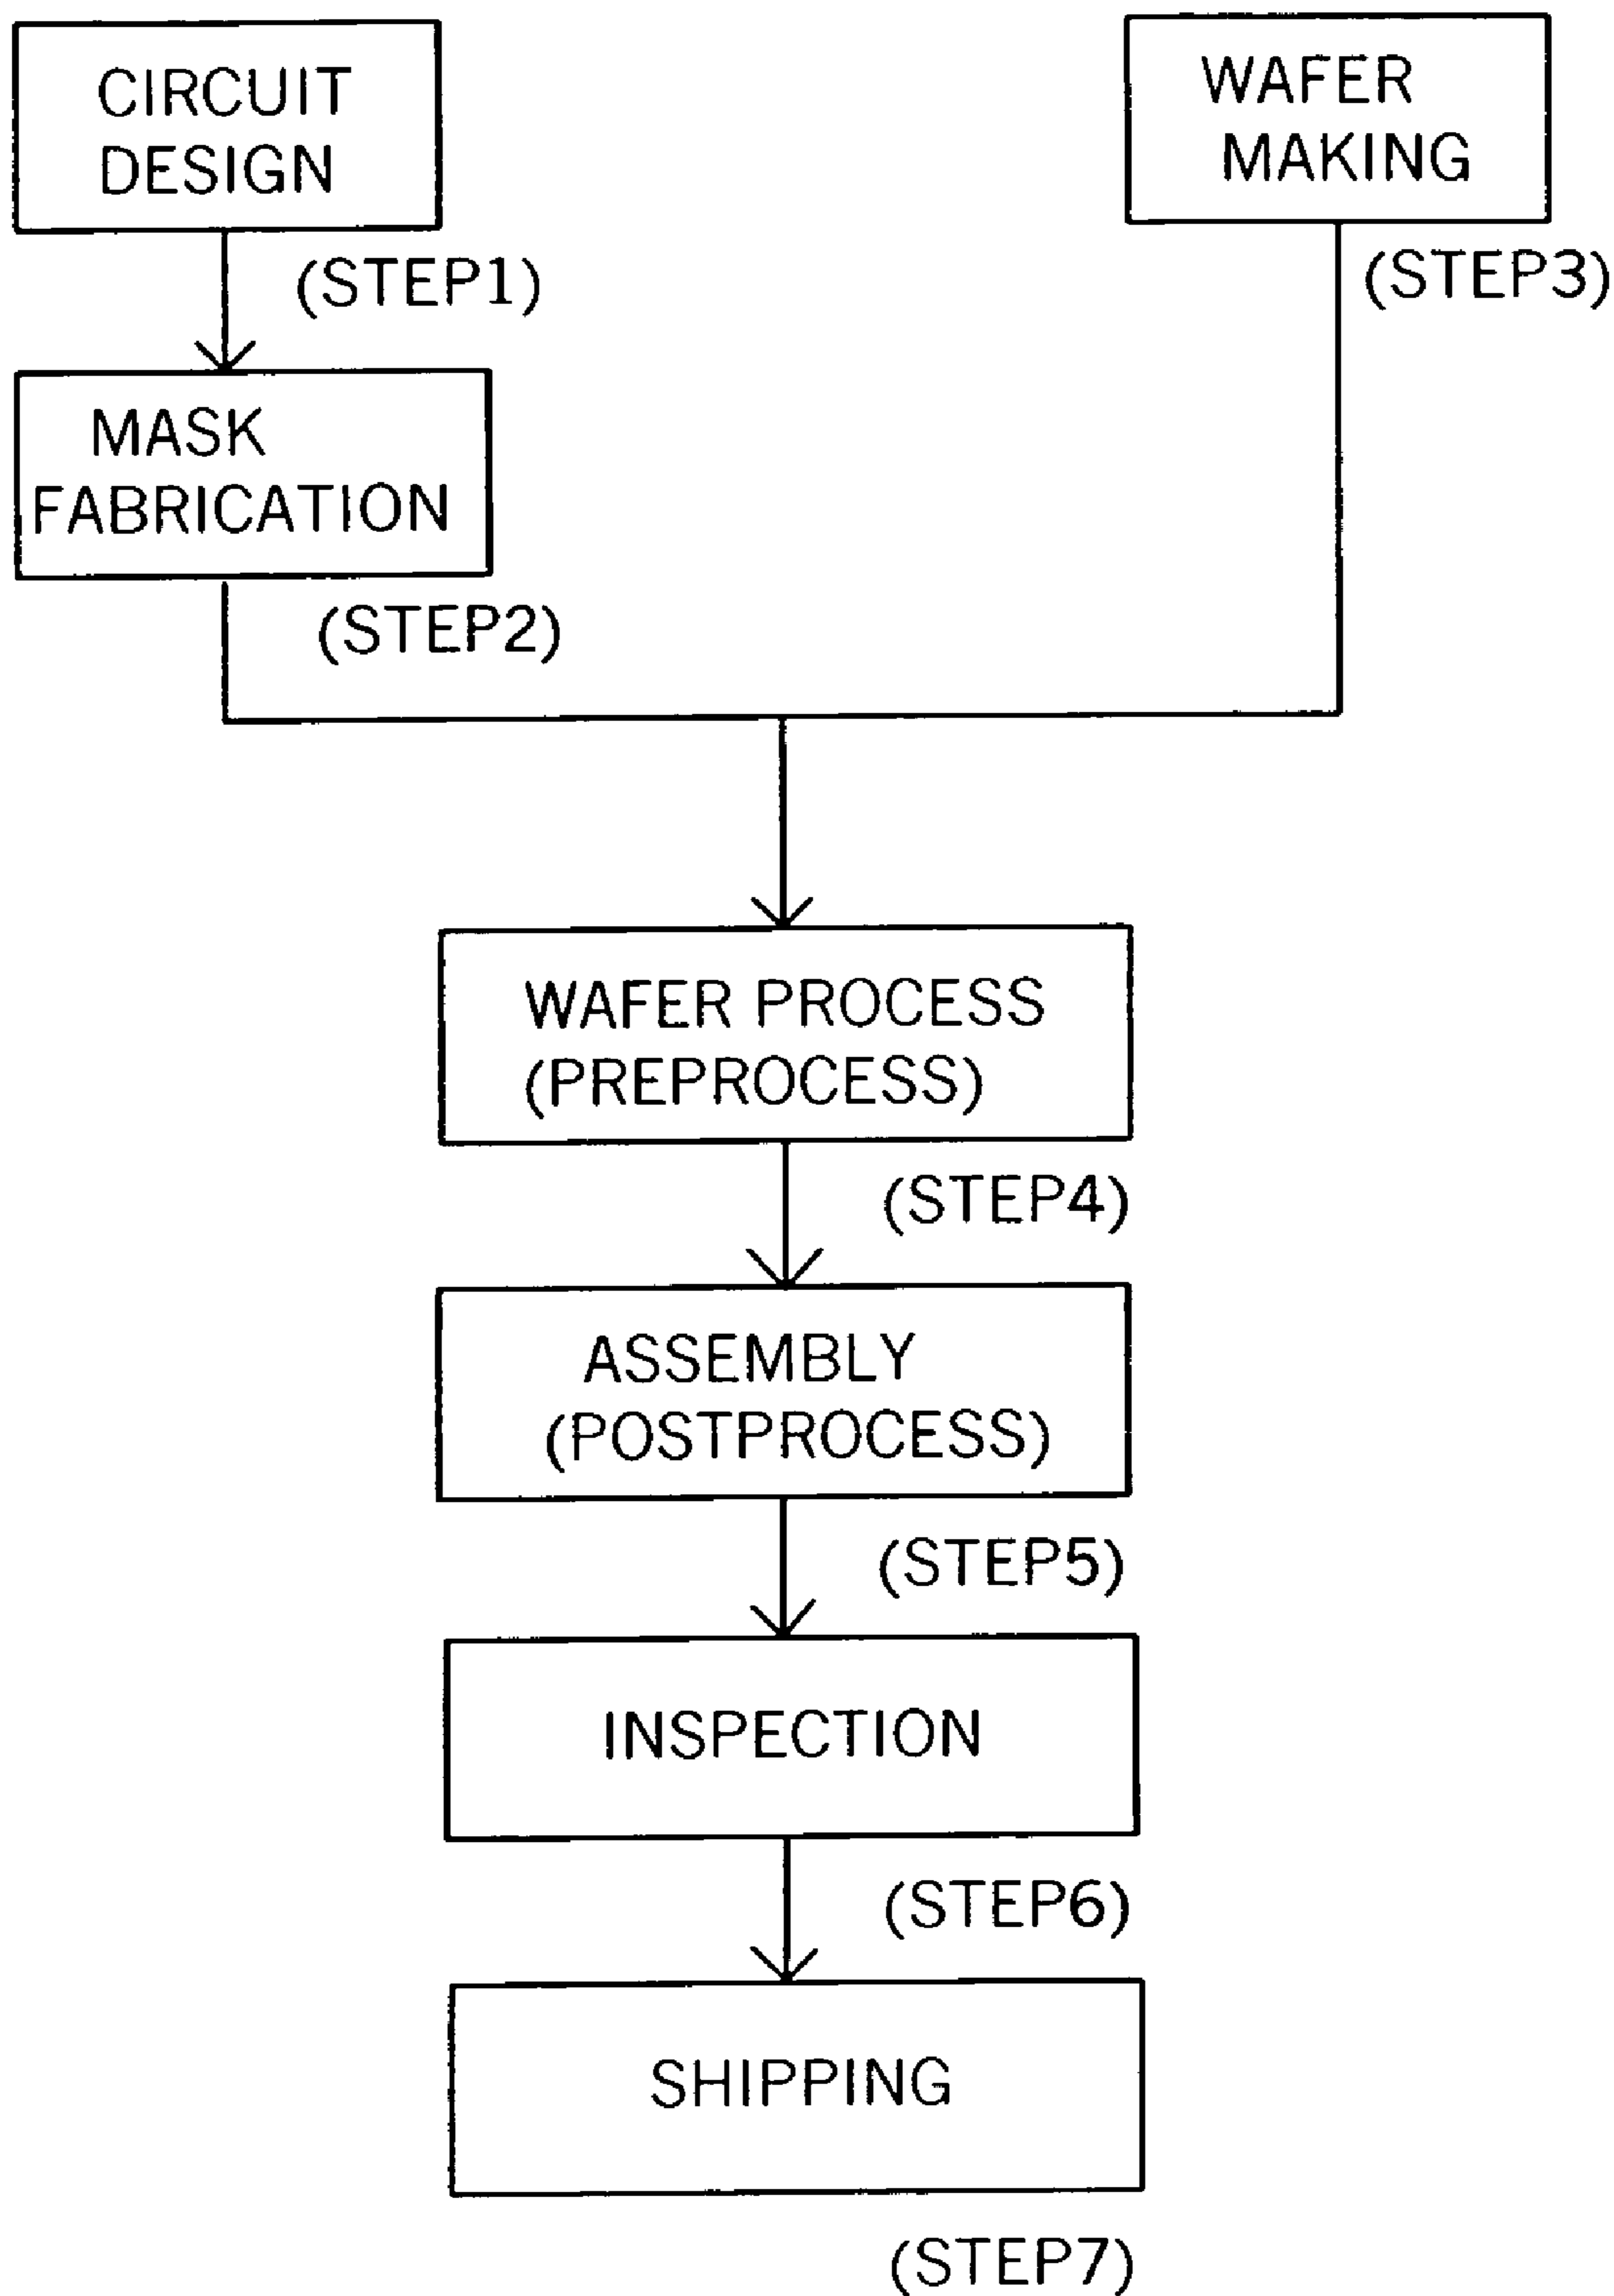 CIRCUIT
DESIGN
(STEP1)
MASK
FABRICATION
(STEP2)
WAFER
MAKING
(STEP3)
WAFER PROCESS
(PREPROCESS)
(STEP4)
ASSEMBLY
(POSTPROCESS)
(STEP5)
INSPECTION
(STEP6)
SHIPPING
(STEP7)